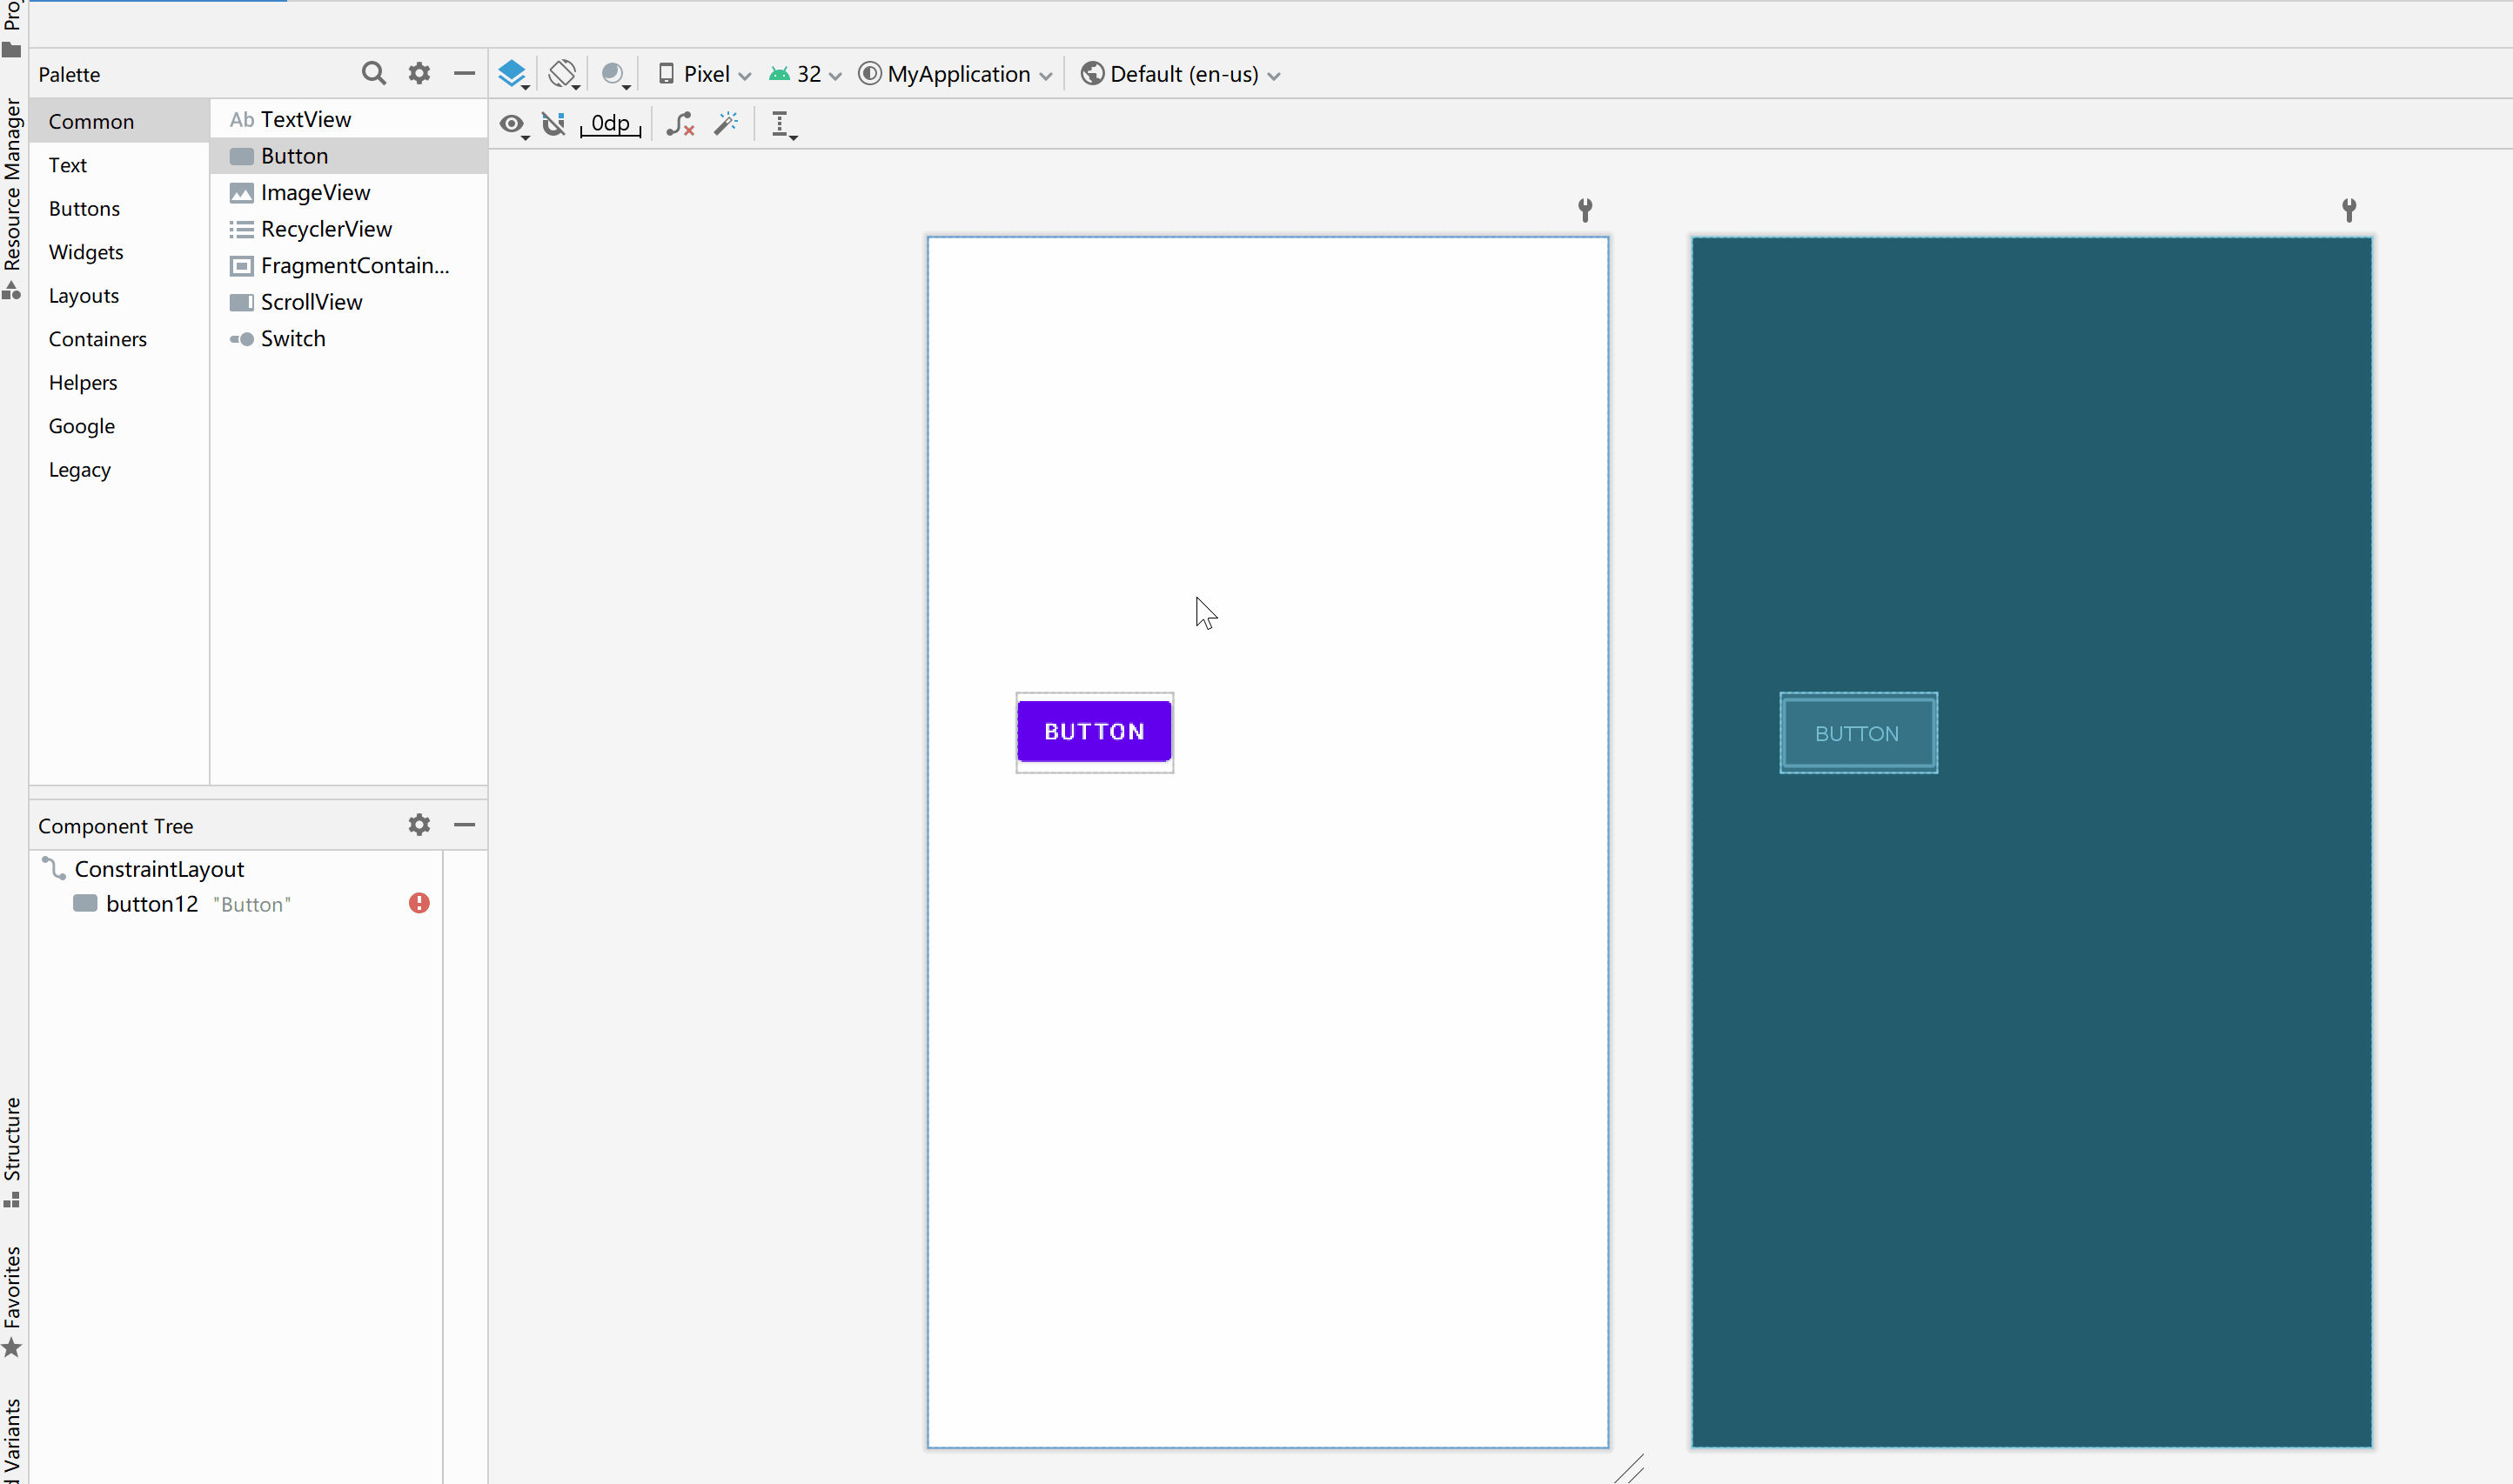 Palette
Pixel
32
MyApplication
Default (en-us)
0dp
Resource Manager
Common
Text
Buttons
Widgets
Layouts
Containers
Helpers
Google
Legacy
Ab TextView
Button
ImageView
RecyclerView
FragmentContain...
ScrollView
Switch
BUTTON
BUTTON
Component Tree
ConstraintLayout
button12 "Button"
Structure
Favorites
Variants